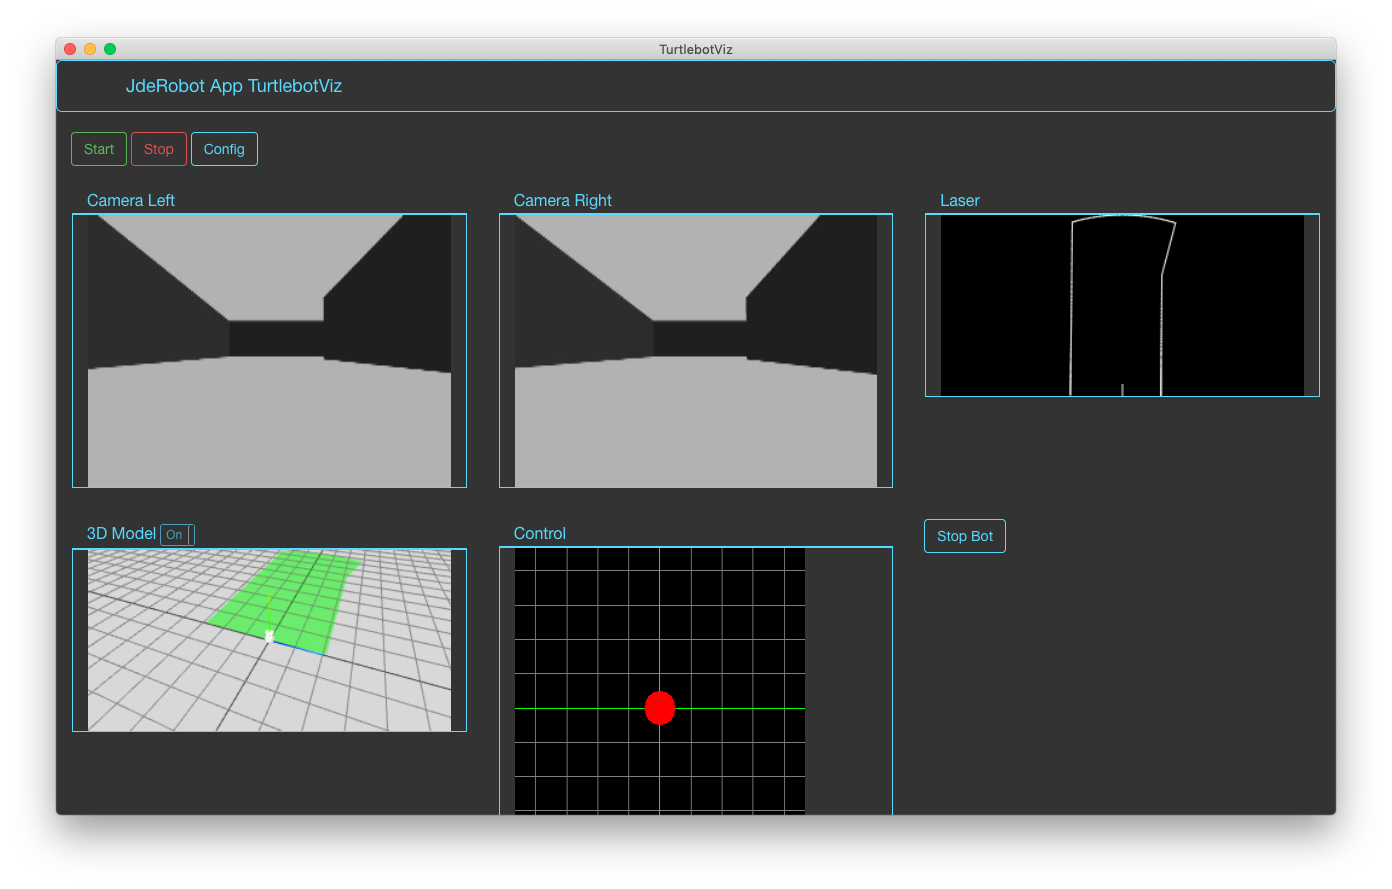 TurtlebotViz
JdeRobot App TurtlebotViz
Start Stop Config
Camera Left
Camera Right
Laser
3D Model On
Control
Stop Bot